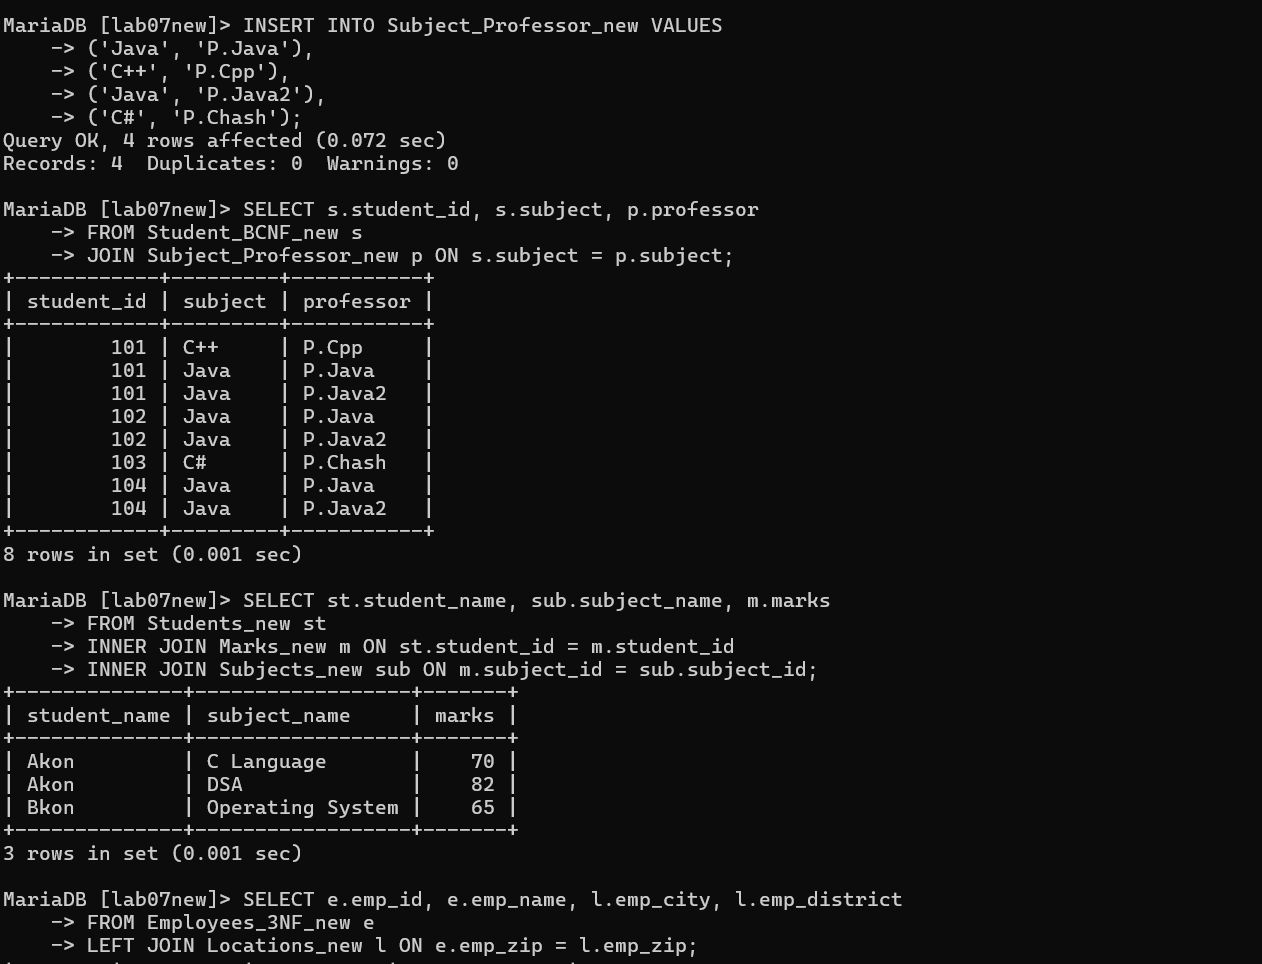 MariaDB [lab07new]> INSERT INTO Subject_Professor_new VALUES
    -> ('Java', 'P.Java'),
    -> ('C++', 'P.Cpp'),
    -> ('Java', 'P.Java2'),
    -> ('C#', 'P.Chash');
Query OK, 4 rows affected (0.072 sec)
Records: 4  Duplicates: 0  Warnings: 0

MariaDB [lab07new]> SELECT s.student_id, s.subject, p.professor
    -> FROM Student_BCNF_new s
    -> JOIN Subject_Professor_new p ON s.subject = p.subject;
+------------+---------+-----------+
| student_id | subject | professor |
+------------+---------+-----------+
|        101 | C++     | P.Cpp     |
|        101 | Java    | P.Java    |
|        101 | Java    | P.Java2   |
|        102 | Java    | P.Java    |
|        102 | Java    | P.Java2   |
|        103 | C#      | P.Chash   |
|        104 | Java    | P.Java    |
|        104 | Java    | P.Java2   |
+------------+---------+-----------+
8 rows in set (0.001 sec)

MariaDB [lab07new]> SELECT st.student_name, sub.subject_name, m.marks
    -> FROM Students_new st
    -> INNER JOIN Marks_new m ON st.student_id = m.student_id
    -> INNER JOIN Subjects_new sub ON m.subject_id = sub.subject_id;
+--------------+------------------+-------+
| student_name | subject_name     | marks |
+--------------+------------------+-------+
| Akon         | C Language       |    70 |
| Akon         | DSA              |    82 |
| Bkon         | Operating System |    65 |
+--------------+------------------+-------+
3 rows in set (0.001 sec)

MariaDB [lab07new]> SELECT e.emp_id, e.emp_name, l.emp_city, l.emp_district
    -> FROM Employees_3NF_new e
    -> LEFT JOIN Locations_new l ON e.emp_zip = l.emp_zip;